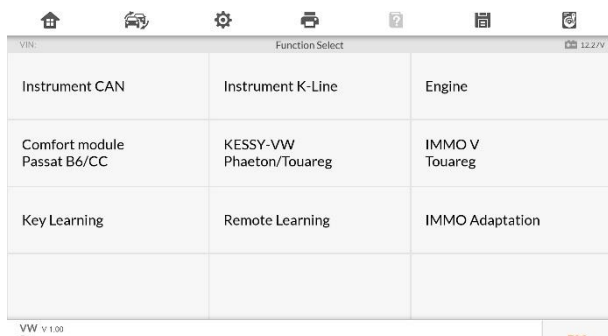 VIN:
Function Select
12.27V
Instrument CAN
Instrument K-Line
Engine
Comfort module
Passat B6/CC
KESSY-VW
Phaeton/Touareg
IMMO V
Touareg
Key Learning
Remote Learning
IMMO Adaptation
VW V 1.00